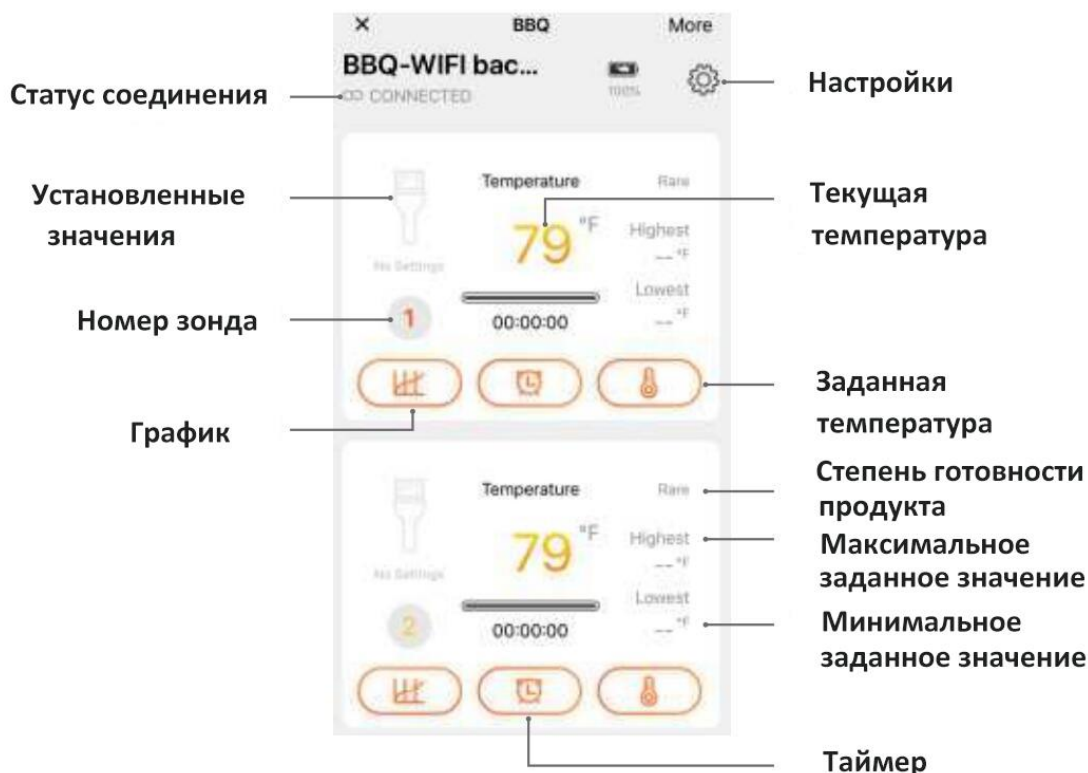 × BBQ More
BBQ-WIFI bac...
100%
CONNECTED
Статус соединения
Настройки
Temperature
Rare
79 °F
Highest
-- °F
Lowest
-- °F
No Settings
1
00:00:00
Установленные
значения
Текущая
температура
Номер зонда
Заданная
температура
График
Temperature
Rare
79 °F
Highest
-- °F
Lowest
-- °F
No Settings
2
00:00:00
Степень готовности
продукта
Максимальное
заданное значение
Минимальное
заданное значение
Таймер